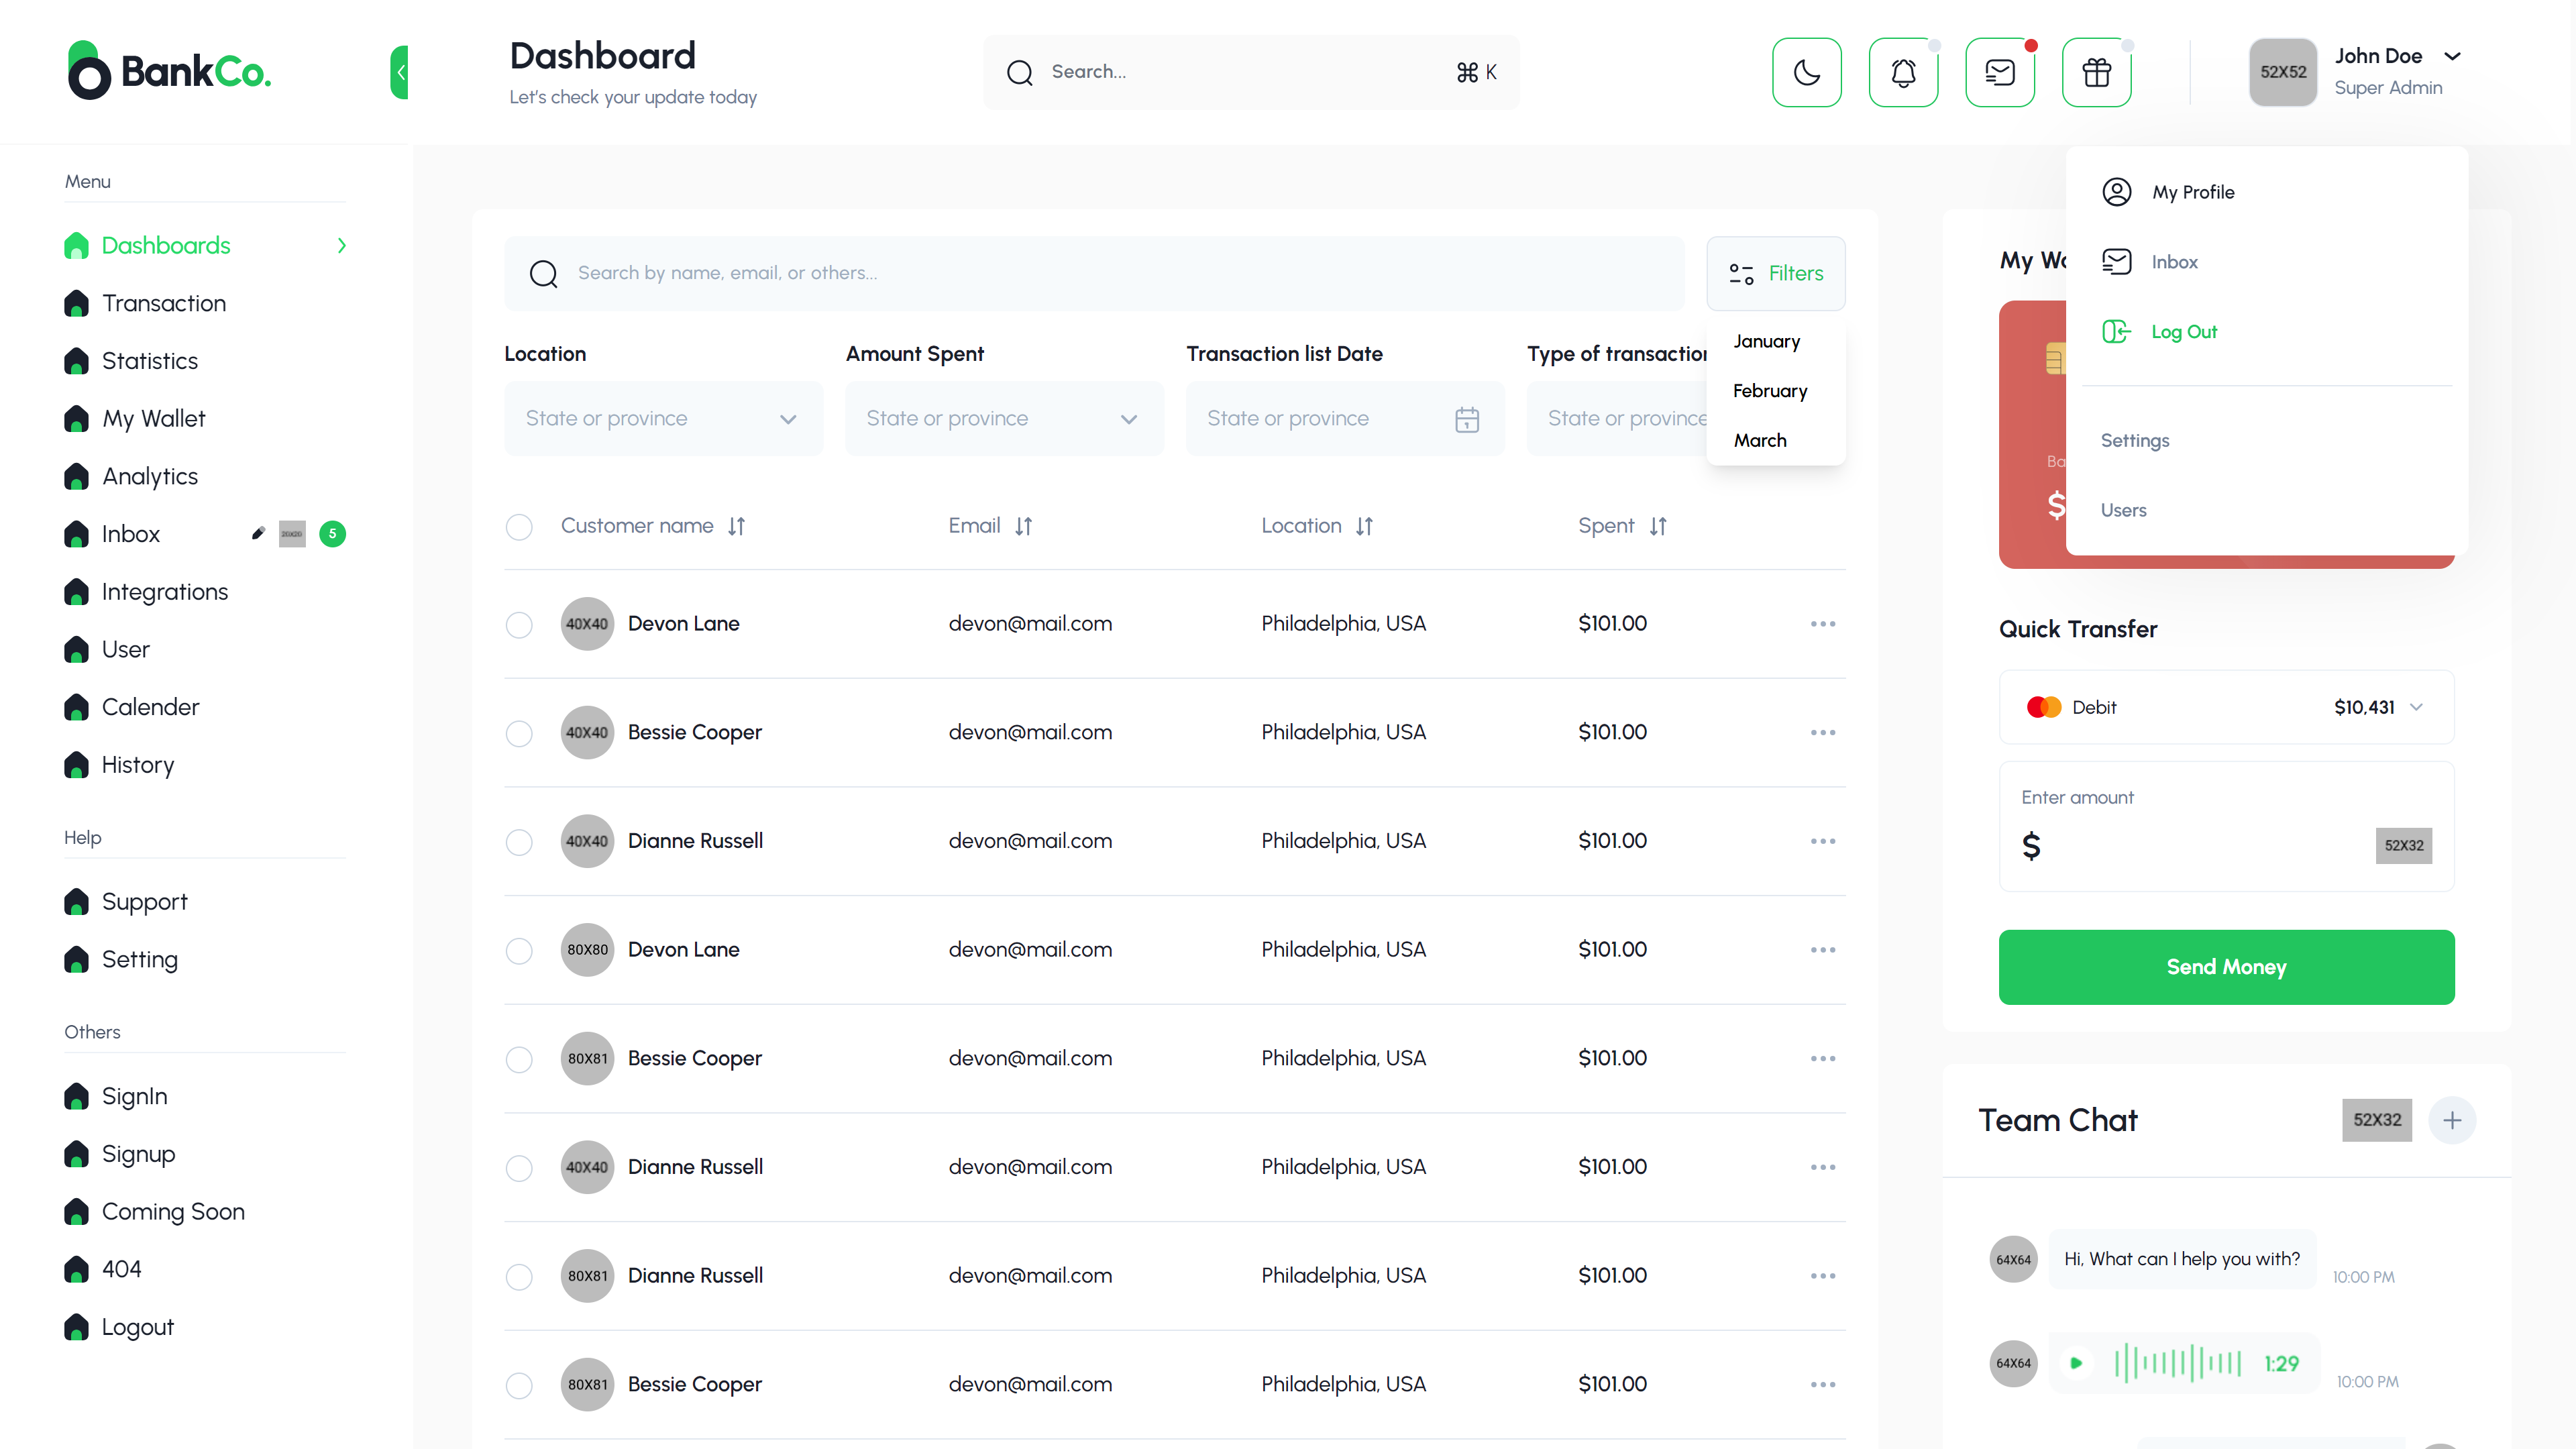 BankCo.
Dashboard
Let's check your update today
Search...
⌘ K
52X52
John Doe
Super Admin
Menu
Dashboards
Transaction
Statistics
My Wallet
Analytics
Inbox
20X20
5
Integrations
User
Calender
History
Help
Support
Setting
Others
SignIn
Signup
Coming Soon
404
Logout
Search by name, email, or others...
Filters
January
February
March
Location
Amount Spent
Transaction list Date
Type of transaction
State or province
State or province
State or province
State or province
Customer name
Email
Location
Spent
40X40 Devon Lane devon@mail.com Philadelphia, USA $101.00
40X40 Bessie Cooper devon@mail.com Philadelphia, USA $101.00
40X40 Dianne Russell devon@mail.com Philadelphia, USA $101.00
80X80 Devon Lane devon@mail.com Philadelphia, USA $101.00
80X81 Bessie Cooper devon@mail.com Philadelphia, USA $101.00
40X40 Dianne Russell devon@mail.com Philadelphia, USA $101.00
80X81 Dianne Russell devon@mail.com Philadelphia, USA $101.00
80X81 Bessie Cooper devon@mail.com Philadelphia, USA $101.00
My Profile
Inbox
Log Out
Settings
Users
My
$
Quick Transfer
Debit
$10,431
Enter amount
$
52X32
Send Money
Team Chat
52X32
64X64
Hi, What can I help you with?
10:00 PM
64X64
1:29
10:00 PM